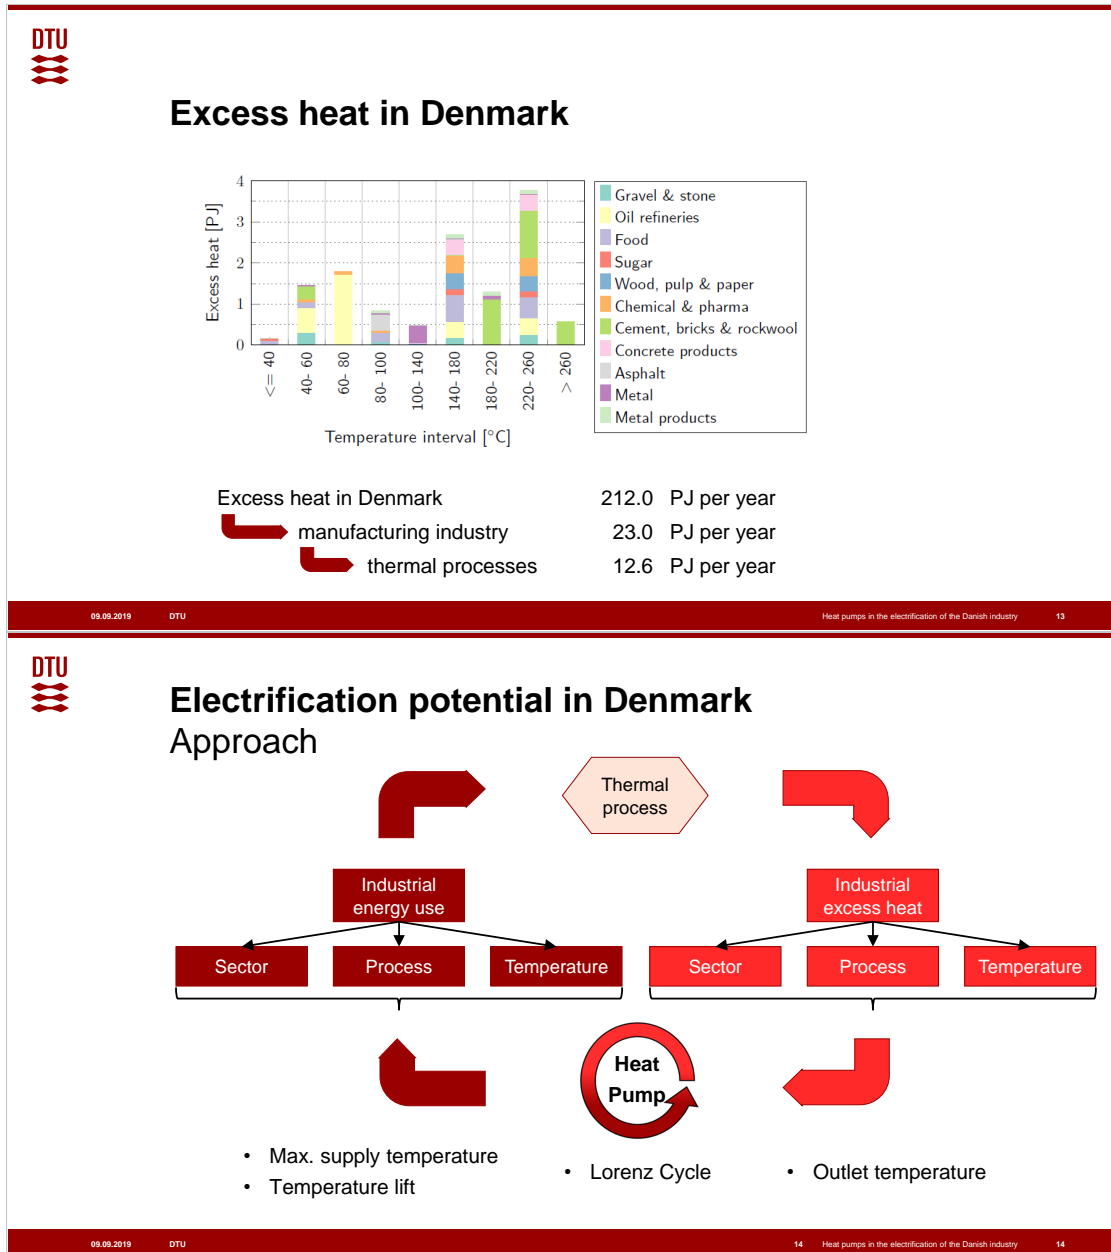 DTU
Excess heat in Denmark
4
3
2
1
0
Excess heat [PJ]
<= 40
40- 60
60- 80
80- 100
100- 140
140- 180
180- 220
220- 260
> 260
Temperature interval [°C]
Gravel & stone
Oil refineries
Food
Sugar
Wood, pulp & paper
Chemical & pharma
Cement, bricks & rockwool
Concrete products
Asphalt
Metal
Metal products
Excess heat in Denmark 212.0 PJ per year
manufacturing industry 23.0 PJ per year
thermal processes 12.6 PJ per year
09.09.2019 DTU Heat pumps in the electrification of the Danish industry 13
DTU
Electrification potential in Denmark
Approach
Thermal
process
Industrial
energy use
Industrial
excess heat
Sector Process Temperature Sector Process Temperature
Heat
Pump
• Max. supply temperature
• Temperature lift
• Lorenz Cycle
• Outlet temperature
09.09.2019 DTU 14 Heat pumps in the electrification of the Danish industry 14